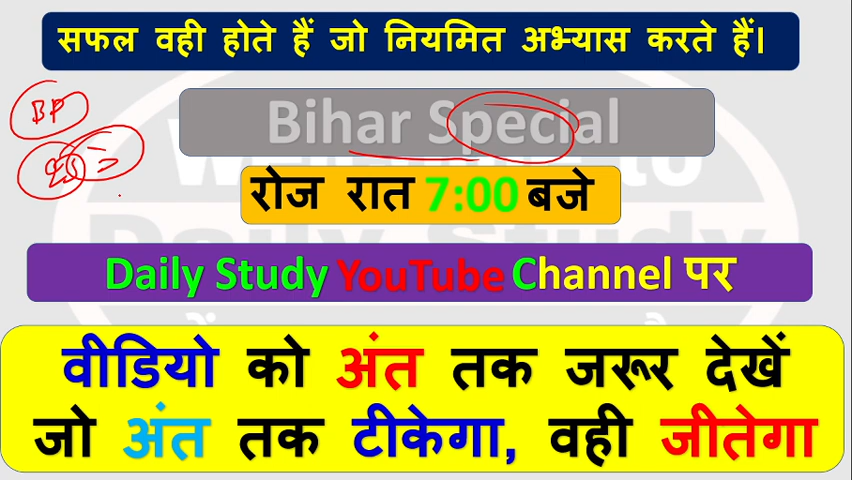 सफल वही होते हैं जो नियमित अभ्यास करते हैं।
BP
Bihar Special
रोज रात 7:00 बजे
Daily Study YouTube Channel पर
वीडियो को अंत तक जरूर देखें
जो अंत तक टीकेगा, वही जीतेगा